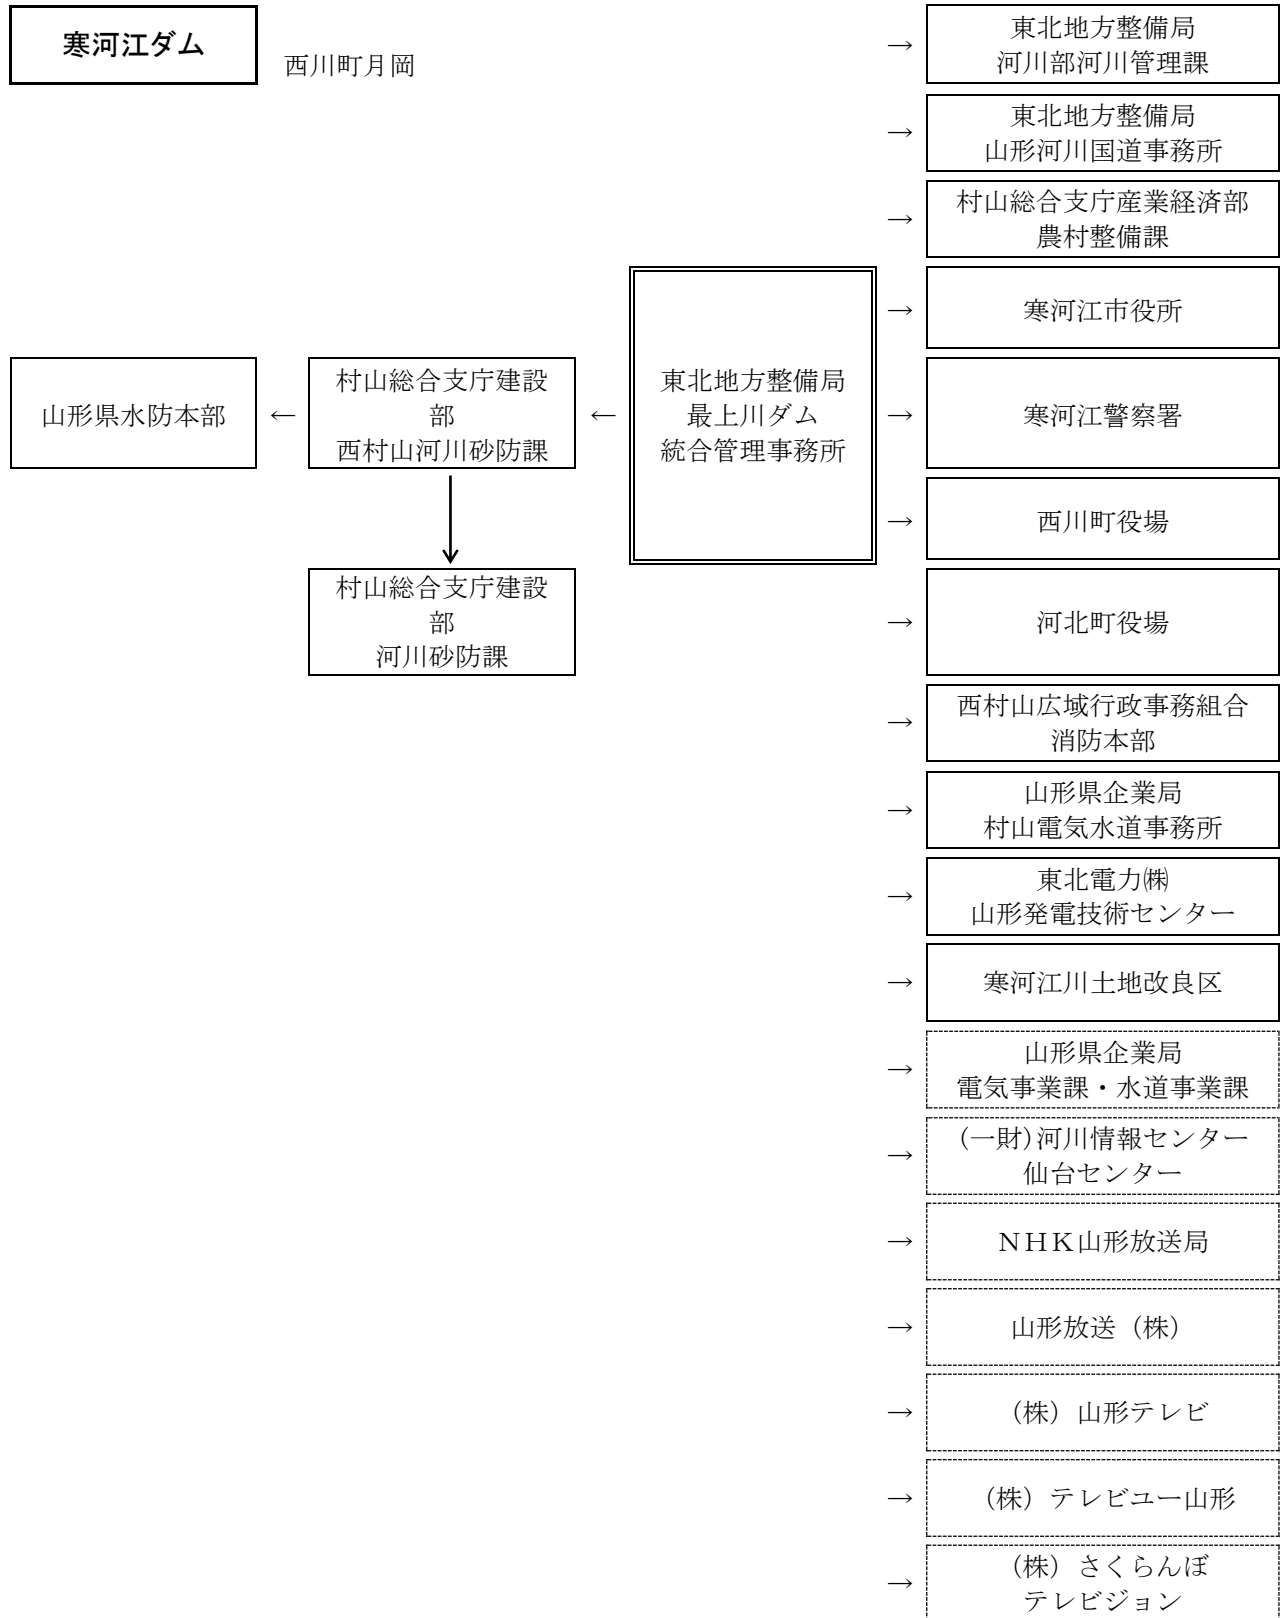 寒河江ダム
西川町月岡
→
東北地方整備局
河川部河川管理課
→
東北地方整備局
山形河川国道事務所
→
村山総合支庁産業経済部
農村整備課
→
寒河江市役所
山形県水防本部
←
村山総合支庁建設
部
西村山河川砂防課
←
東北地方整備局
最上川ダム
統合管理事務所
→
寒河江警察署
→
西川町役場
村山総合支庁建設
部
河川砂防課
→
河北町役場
→
西村山広域行政事務組合
消防本部
→
山形県企業局
村山電気水道事務所
→
東北電力㈱
山形発電技術センター
→
寒河江川土地改良区
→
山形県企業局
電気事業課・水道事業課
→
(一財)河川情報センター
仙台センター
→
ＮＨＫ山形放送局
→
山形放送（株）
→
（株）山形テレビ
→
（株）テレビユー山形
→
（株）さくらんぼ
テレビジョン